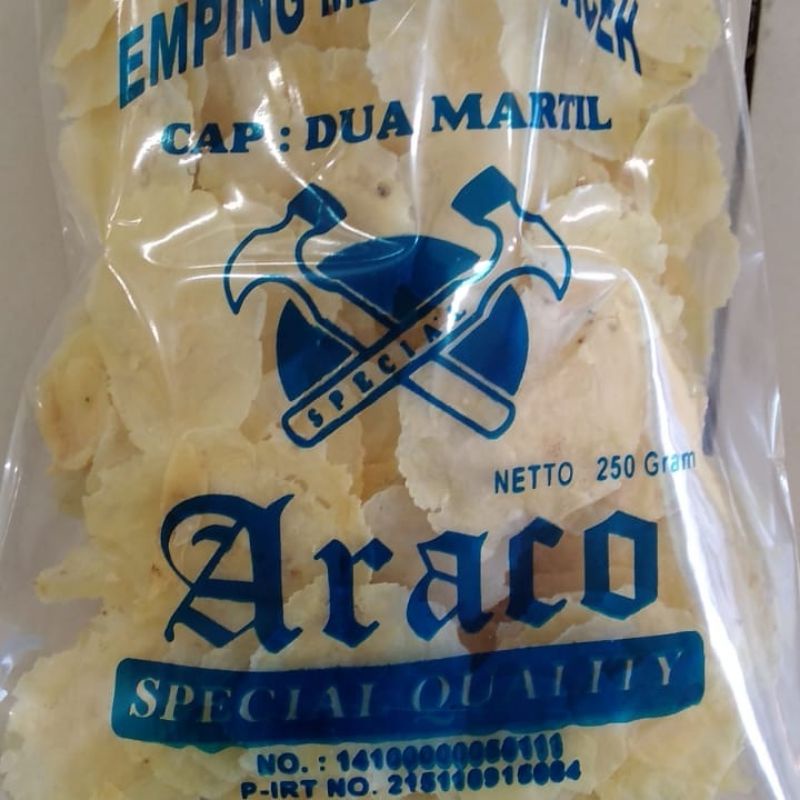 EMPING
CAP : DUA MARTIL
SPECIAL
NETTO 250 Gram
Araco
SPECIAL QUALITY
NO. :
P-IRT NO.